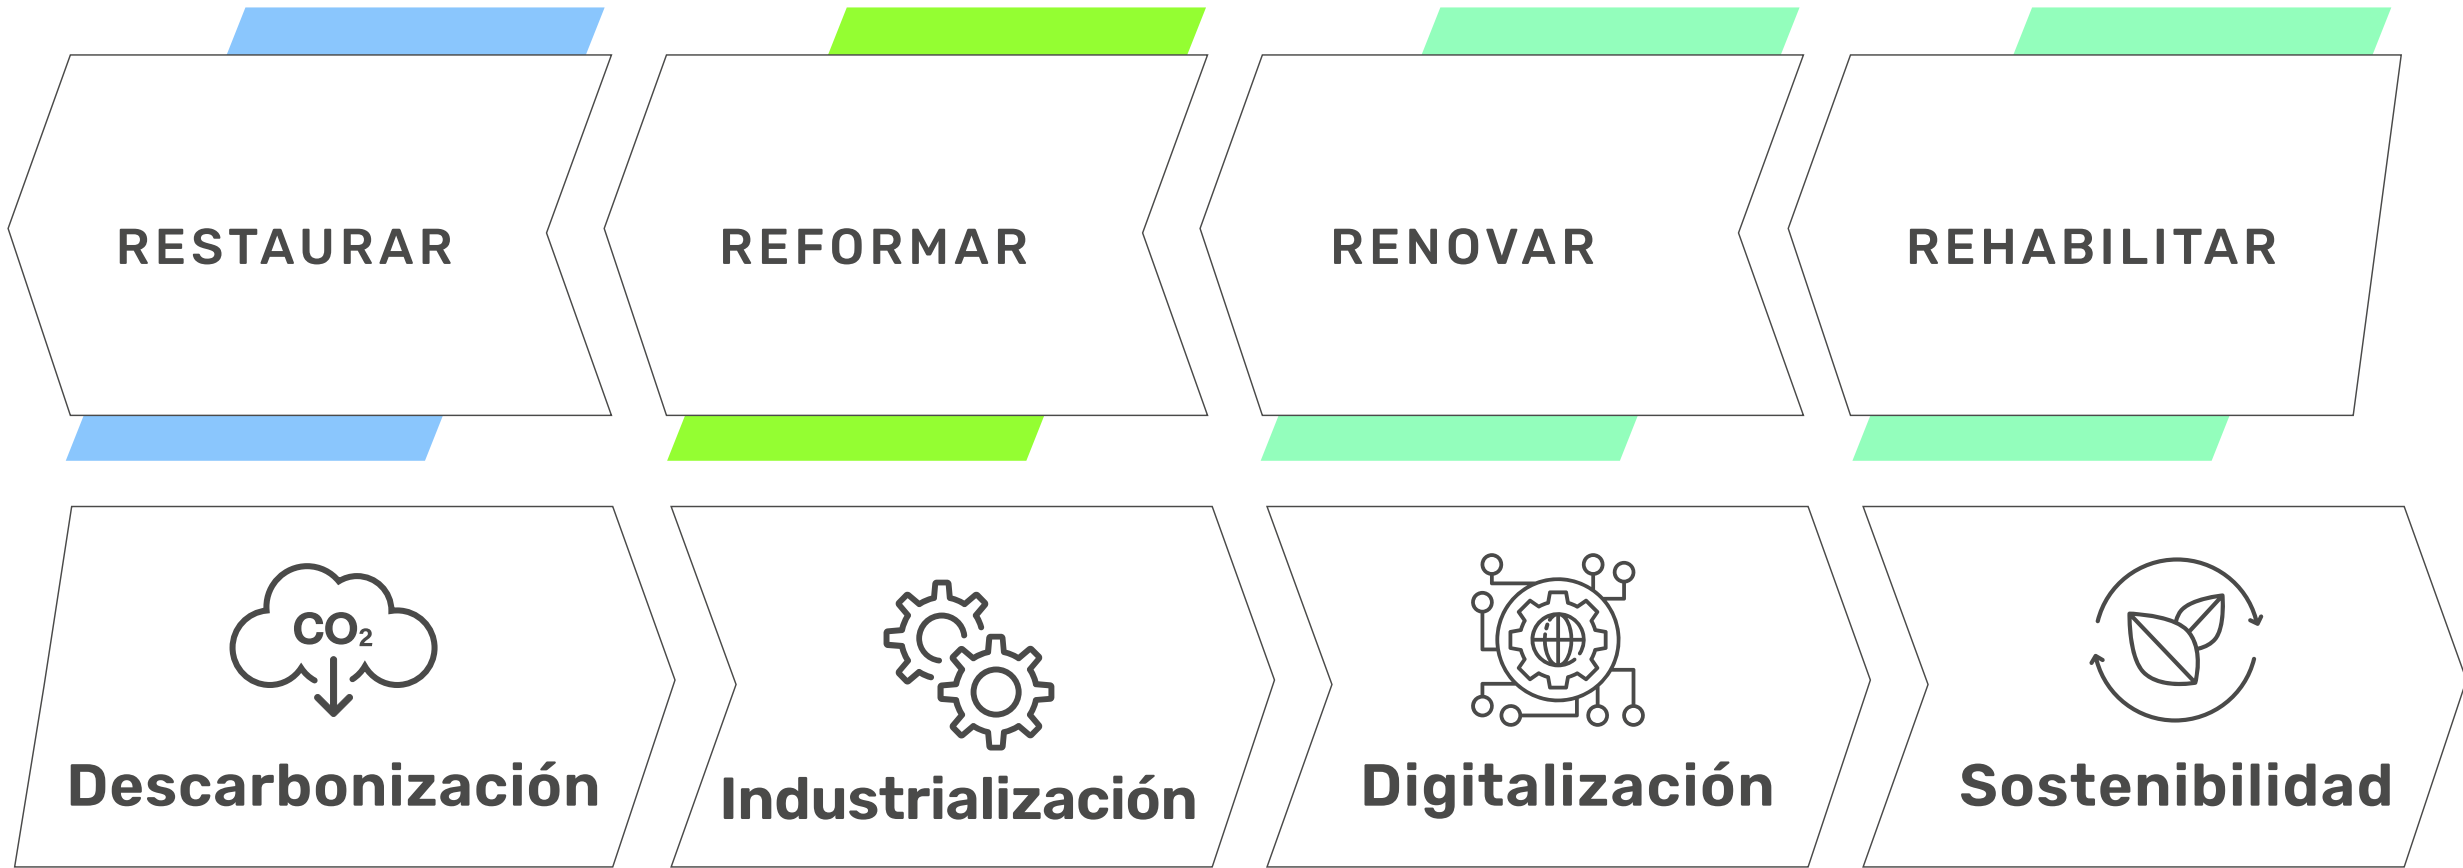 RESTAURAR
REFORMAR
RENOVAR
REHABILITAR
CO₂
Descarbonización
Industrialización
Digitalización
Sostenibilidad